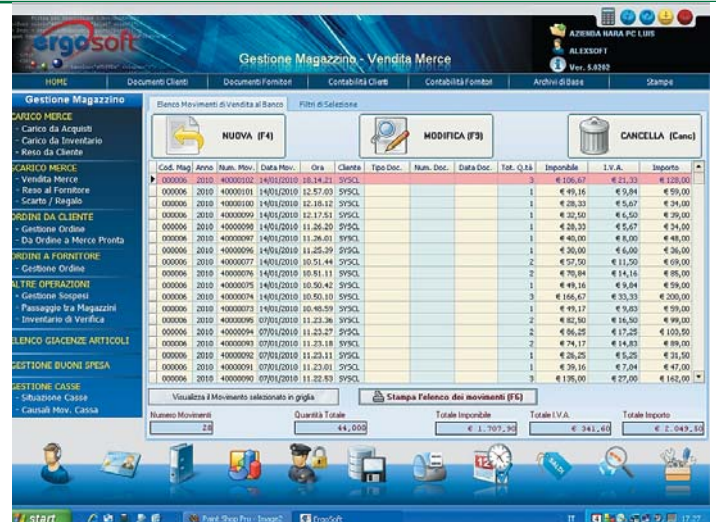 ergosoft
Gestione Magazzino - Vendita Merce
AZIENDA NARA PC LUIS
ALEXSOFT
Ver. 5.0202
HOME Documenti Clienti Documenti Fornitori Contabilità Clienti Contabilità Fornitori Archivi di Base Stampe
Gestione Magazzino
CARICO MERCE
- Carico da Acquisti
- Carico da Inventario
- Reso da Cliente
SCARICO MERCE
- Vendita Merce
- Reso al Fornitore
- Scarto / Regalo
ORDINI DA CLIENTE
- Gestione Ordine
- Da Ordine a Merce Pronta
ORDINI A FORNITORE
- Gestione Ordine
ALTRE OPERAZIONI
- Gestione Sospesi
- Passaggio tra Magazzini
- Inventario di Verifica
ELENCO GIACENZE ARTICOLI
GESTIONE BUONI SPESA
GESTIONE CASSE
- Situazione Casse
- Causali Mov. Cassa
Elenco Movimenti di Vendita al Banco Filtri di Selezione
NUOVA (F4) MODIFICA (F9) CANCELLA (Canc)
Cod. Mag Anno Num. Mov. Data Mov. Ora Cliente Tipo Doc. Num. Doc. Data Doc. Tot. Q.tà Imponibile I.V.A. Importo
000006 2010 40000102 14/01/2010 18.14.21 SYSCL 3 € 106,67 € 21,33 € 128,00
000006 2010 40000101 14/01/2010 12.57.03 SYSCL 1 € 49,16 € 9,84 € 59,00
000006 2010 40000100 14/01/2010 12.18.12 SYSCL 1 € 28,33 € 5,67 € 34,00
000006 2010 40000099 14/01/2010 12.17.51 SYSCL 1 € 32,50 € 6,50 € 39,00
000006 2010 40000098 14/01/2010 11.26.20 SYSCL 1 € 28,33 € 5,67 € 34,00
000006 2010 40000097 14/01/2010 11.26.01 SYSCL 1 € 40,00 € 8,00 € 48,00
000006 2010 40000096 14/01/2010 11.25.39 SYSCL 1 € 30,00 € 6,00 € 36,00
000006 2010 40000077 14/01/2010 10.51.44 SYSCL 2 € 57,50 € 11,50 € 69,00
000006 2010 40000076 14/01/2010 10.51.11 SYSCL 2 € 70,84 € 14,16 € 85,00
000006 2010 40000075 14/01/2010 10.50.42 SYSCL 1 € 49,16 € 9,84 € 59,00
000006 2010 40000074 14/01/2010 10.50.10 SYSCL 3 € 166,67 € 33,33 € 200,00
000006 2010 40000073 14/01/2010 10.48.59 SYSCL 1 € 49,17 € 9,83 € 59,00
000006 2010 40000095 07/01/2010 11.23.36 SYSCL 2 € 82,50 € 16,50 € 99,00
000006 2010 40000094 07/01/2010 11.23.27 SYSCL 2 € 86,25 € 17,25 € 103,50
000006 2010 40000093 07/01/2010 11.23.18 SYSCL 2 € 74,17 € 14,83 € 89,00
000006 2010 40000092 07/01/2010 11.23.11 SYSCL 1 € 26,25 € 5,25 € 31,50
000006 2010 40000091 07/01/2010 11.23.01 SYSCL 1 € 39,16 € 7,84 € 47,00
000006 2010 40000090 07/01/2010 11.22.53 SYSCL 3 € 135,00 € 27,00 € 162,00
Visualizza il Movimento selezionato in griglia Stampa l'elenco dei movimenti (F6)
Numero Movimenti Quantità Totale Totale Imponibile Totale I.V.A. Totale Importo
28 44,000 € 1.707,90 € 341,60 € 2.049,50
SALDI
start Paint Shop Pro - Image2 ErgoSoft IT 17.27